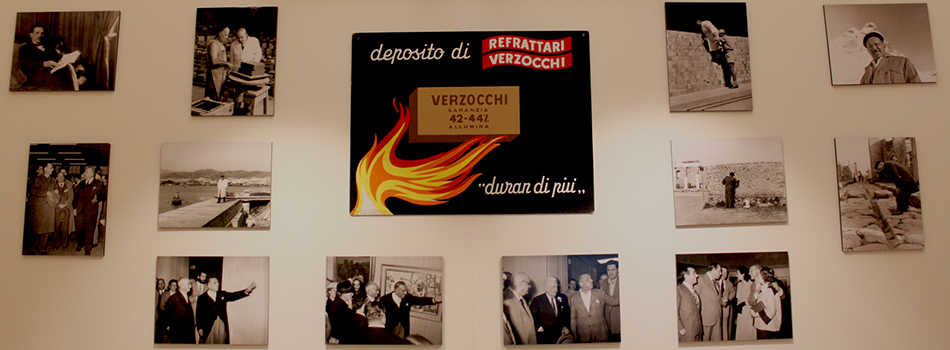 deposito di REFRATTARI
VERZOCCHI
VERZOCCHI
GARANZIA
42-44%
ALLUMINA
"duran di più"